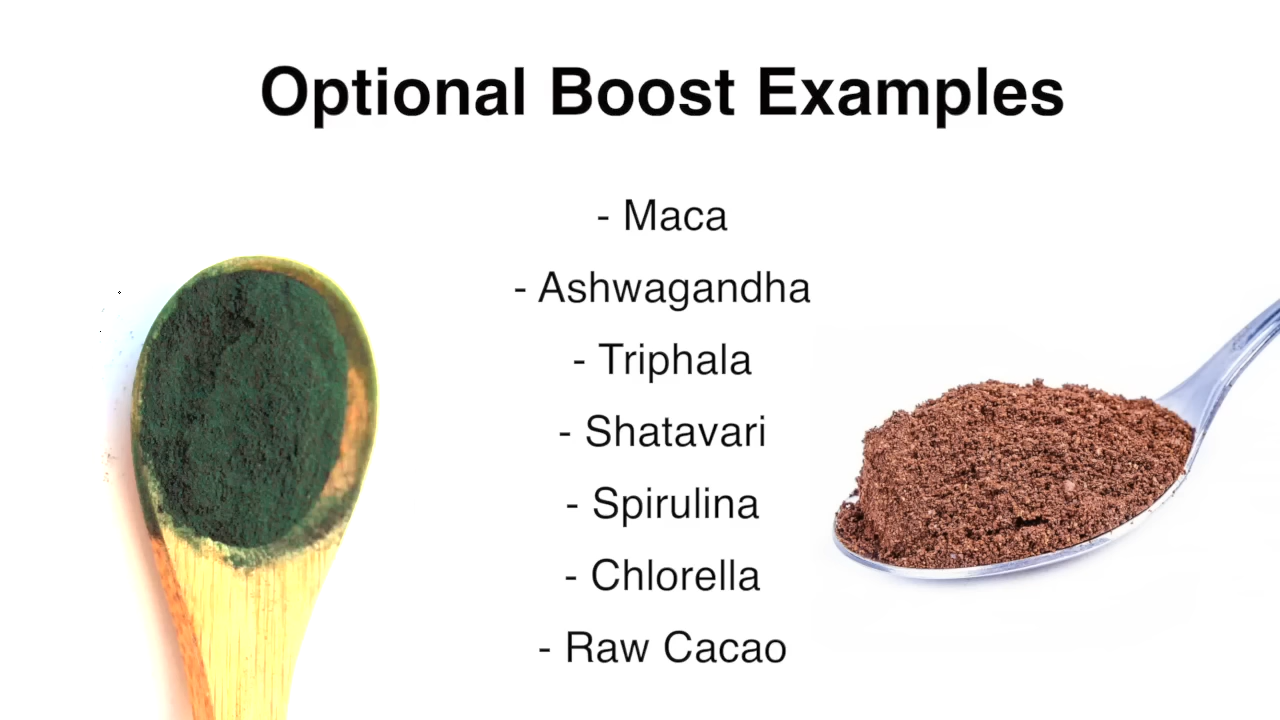 Optional Boost Examples
- Maca
- Ashwagandha
- Triphala
- Shatavari
- Spirulina
- Chlorella
- Raw Cacao